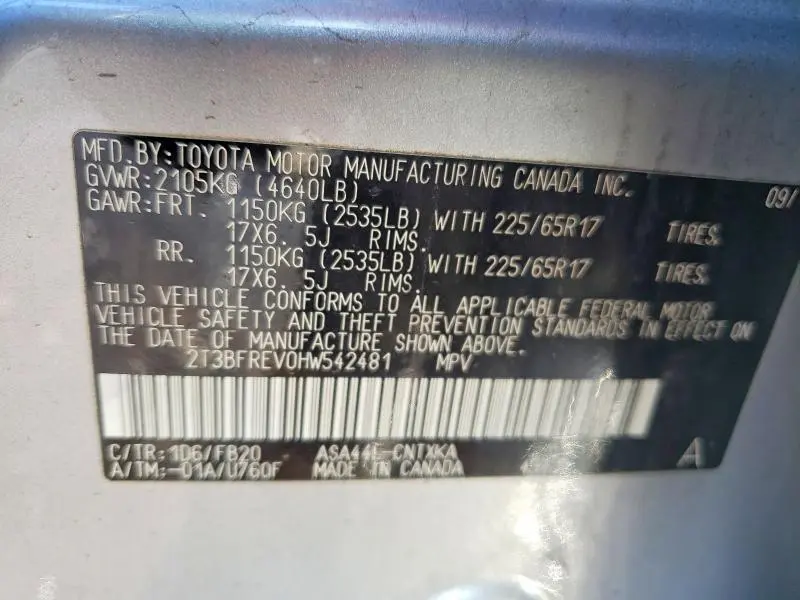 MFD.BY:TOYOTA MOTOR MANUFACTURING CANADA INC. 09/
GVWR:2105KG (4640LB)
GAWR:FRT. 1150KG (2535LB) WITH 225/65R17 TIRES.
17X6. 5J RIMS.
RR. 1150KG (2535LB) WITH 225/65R17 TIRES.
17X6. 5J RIMS.
THIS VEHICLE CONFORMS TO ALL APPLICABLE FEDERAL MOTOR
VEHICLE SAFETY AND THEFT PREVENTION STANDARDS IN EFFECT ON
THE DATE OF MANUFACTURE SHOWN ABOVE.
2T3BFREV0HW542481 MPV
C/TR:1D6/FB20 ASA44L-CNTXKA
A/TM:-01A/U760F MADE IN CANADA A